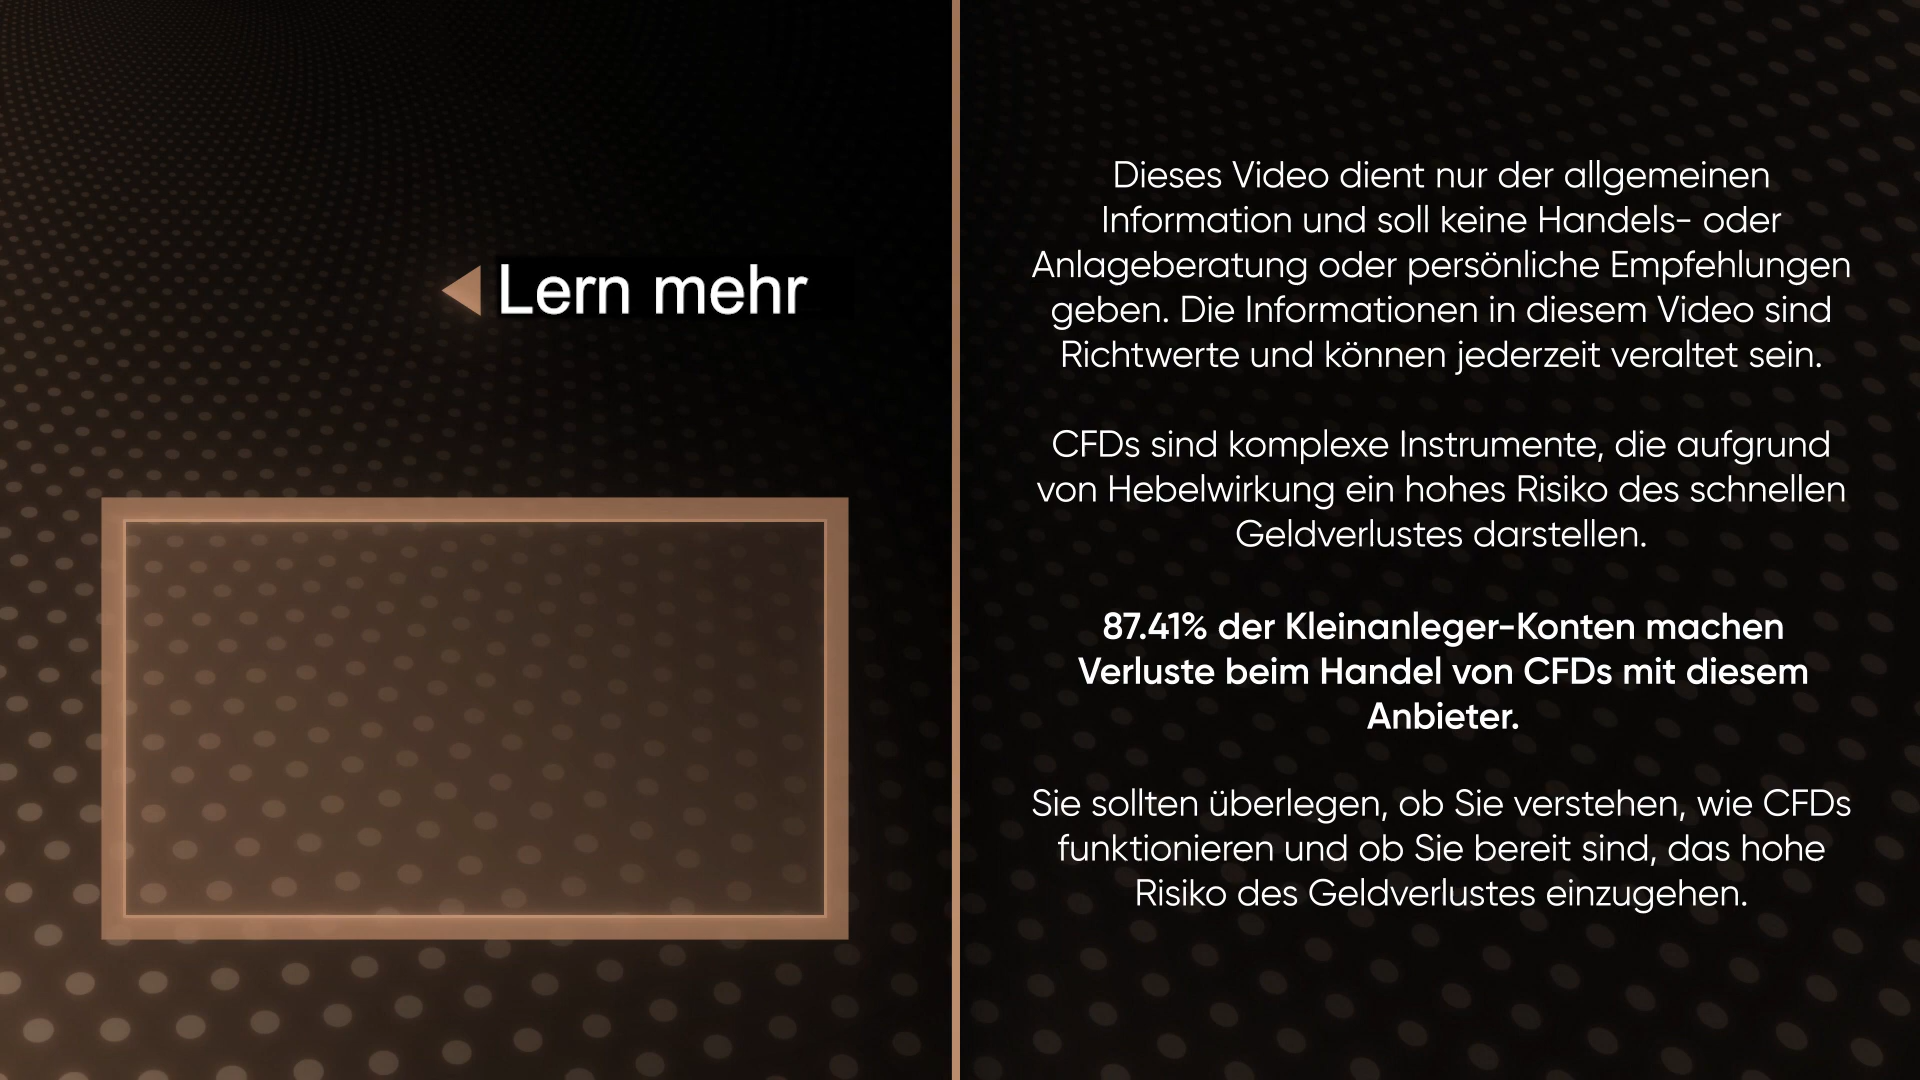 Lern mehr
Dieses Video dient nur der allgemeinen
Information und soll keine Handels- oder
Anlageberatung oder persönliche Empfehlungen
geben. Die Informationen in diesem Video sind
Richtwerte und können jederzeit veraltet sein.
CFDs sind komplexe Instrumente, die aufgrund
von Hebelwirkung ein hohes Risiko des schnellen
Geldverlustes darstellen.
87.41% der Kleinanleger-Konten machen
Verluste beim Handel von CFDs mit diesem
Anbieter.
Sie sollten überlegen, ob Sie verstehen, wie CFDs
funktionieren und ob Sie bereit sind, das hohe
Risiko des Geldverlustes einzugehen.